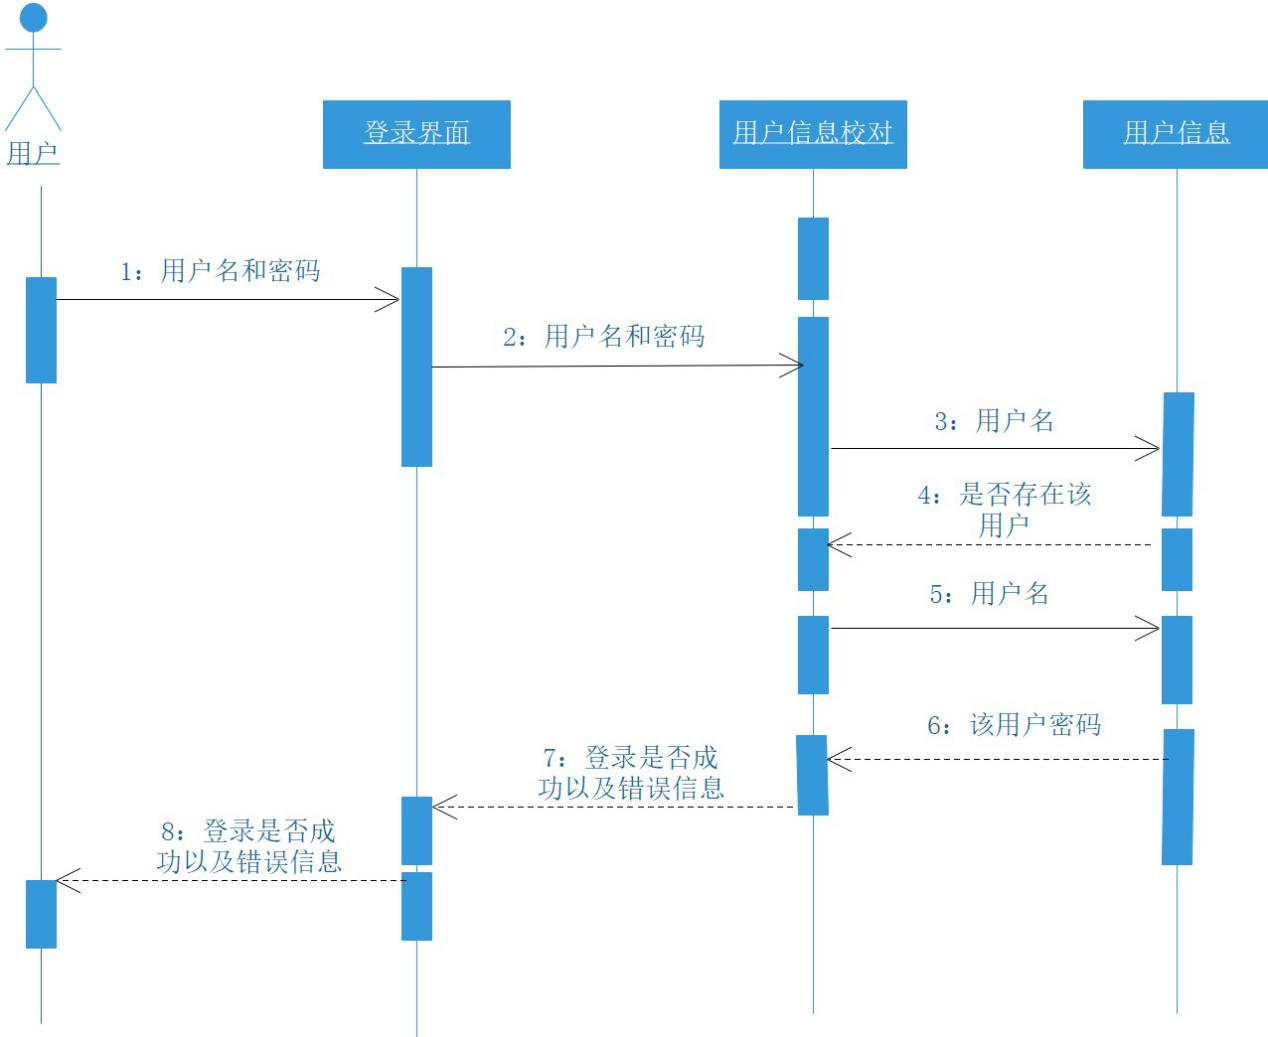 用户
登录界面
用户信息校对
用户信息
1：用户名和密码
2：用户名和密码
3：用户名
4：是否存在该
用户
5：用户名
6：该用户密码
7：登录是否成
功以及错误信息
8：登录是否成
功以及错误信息